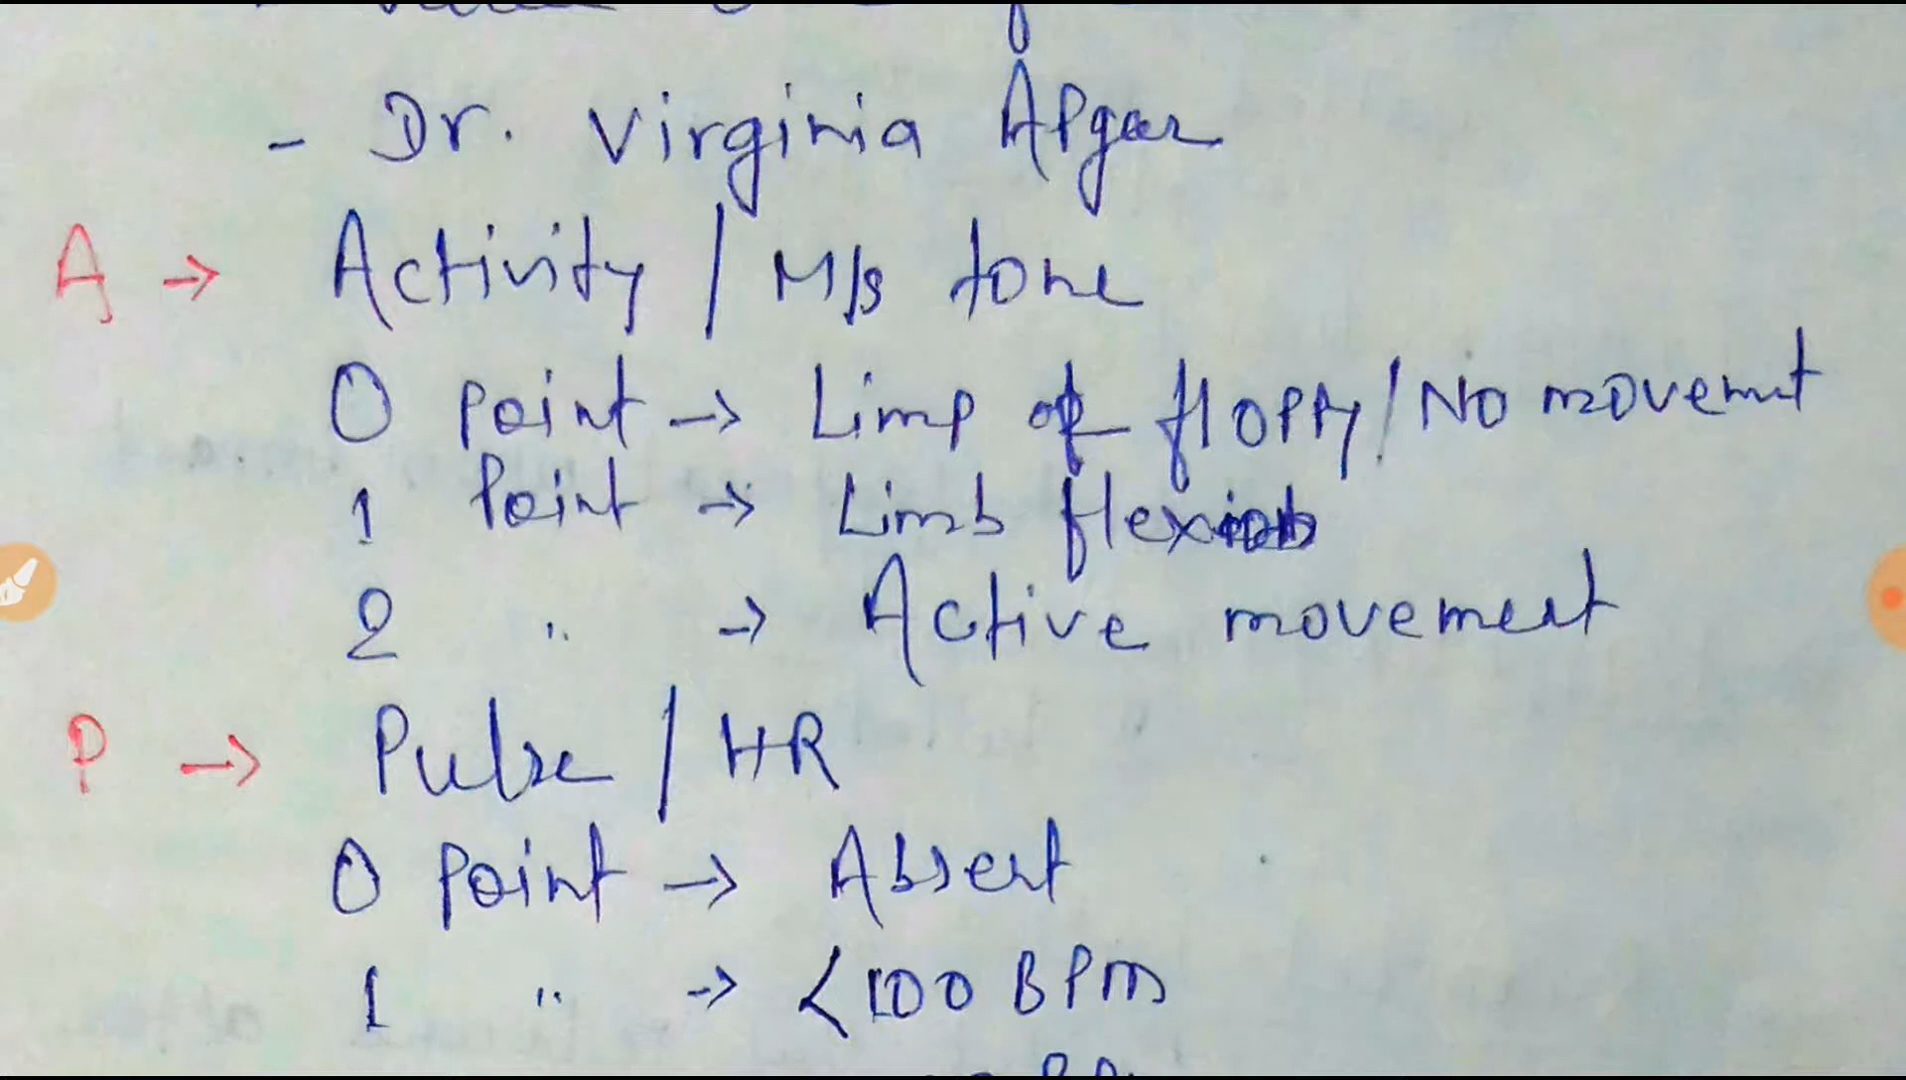 - Dr. Virginia Apgar
A → Activity / M/s tone
0 point → Limp or floppy / No movement
1 Point → Limb flexion
2 " → Active movement
P → Pulse / HR
0 point → Absent
1 " → < 100 BPM